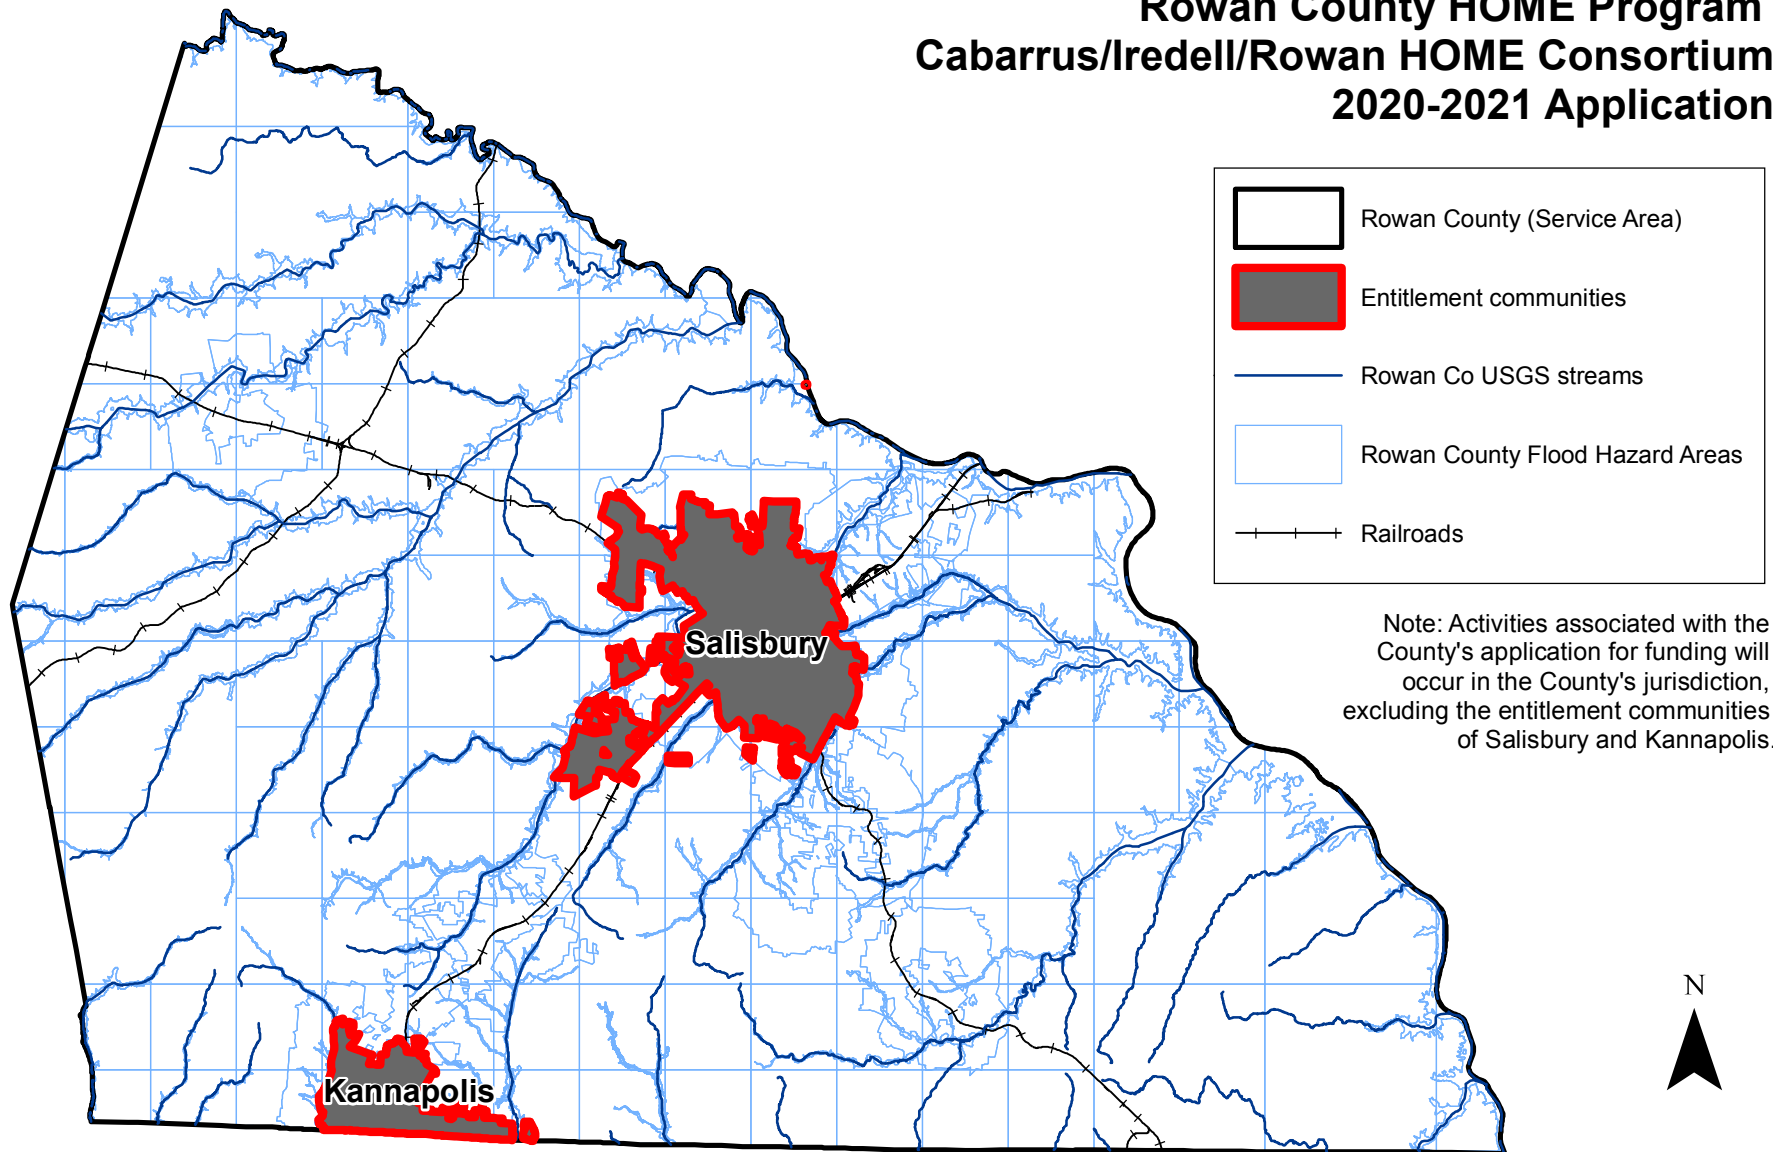 Rowan County HOME Program
Cabarrus/Iredell/Rowan HOME Consortium
2020-2021 Application
Rowan County (Service Area)
Entitlement communities
Rowan Co USGS streams
Rowan County Flood Hazard Areas
Railroads
Note: Activities associated with the
County's application for funding will
occur in the County's jurisdiction,
excluding the entitlement communities
of Salisbury and Kannapolis.
Salisbury
Kannapolis
N